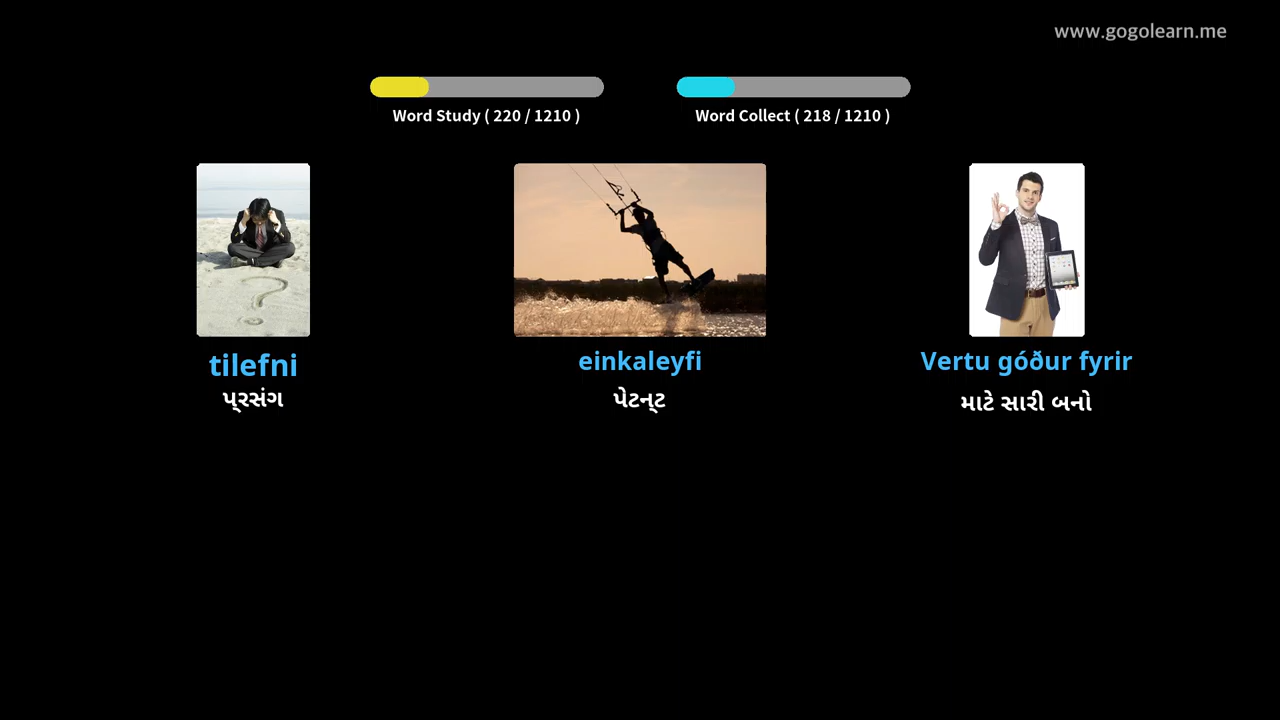 www.gogolearn.me
Word Study ( 220 / 1210 )
Word Collect ( 218 / 1210 )
tilefni
einkaleyfi
Vertu góður fyrir
પ્રસંગ
પેટન્ટ
માટે સારી બનો